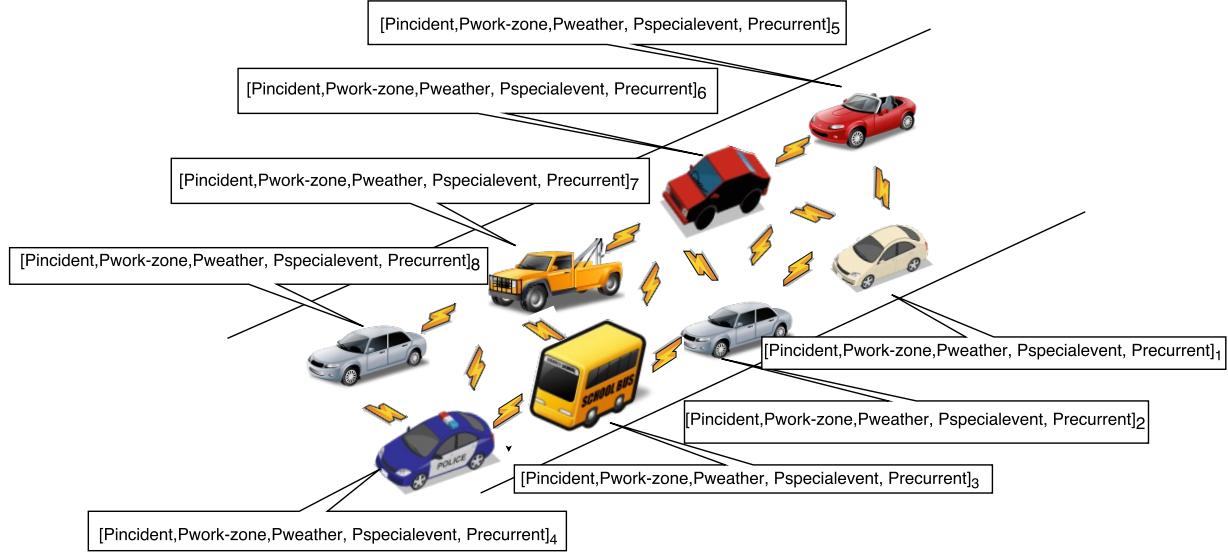 [Pincident,Pwork-zone,Pweather, Pspecialevent, Precurrent]5
[Pincident,Pwork-zone,Pweather, Pspecialevent, Precurrent]6
[Pincident,Pwork-zone,Pweather, Pspecialevent, Precurrent]7
[Pincident,Pwork-zone,Pweather, Pspecialevent, Precurrent]8
[Pincident,Pwork-zone,Pweather, Pspecialevent, Precurrent]1
SCHOOL BUS
[Pincident,Pwork-zone,Pweather, Pspecialevent, Precurrent]2
POLICE
[Pincident,Pwork-zone,Pweather, Pspecialevent, Precurrent]3
[Pincident,Pwork-zone,Pweather, Pspecialevent, Precurrent]4